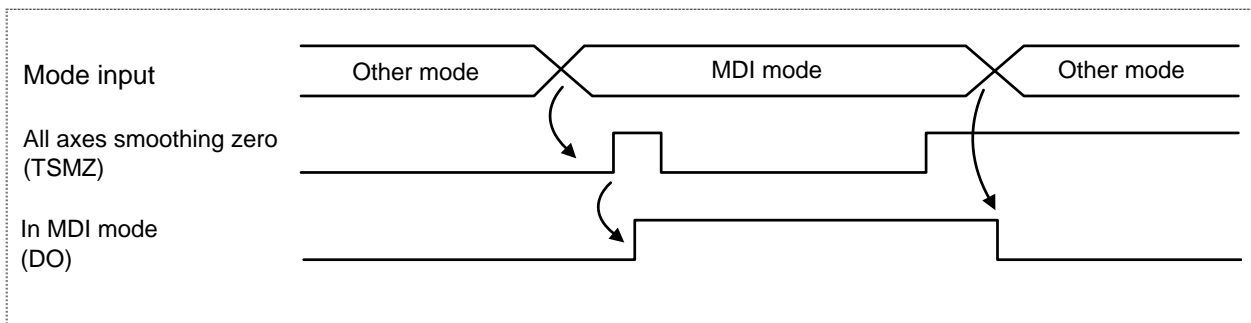 Mode input
Other mode
MDI mode
Other mode
All axes smoothing zero
(TSMZ)
In MDI mode
(DO)